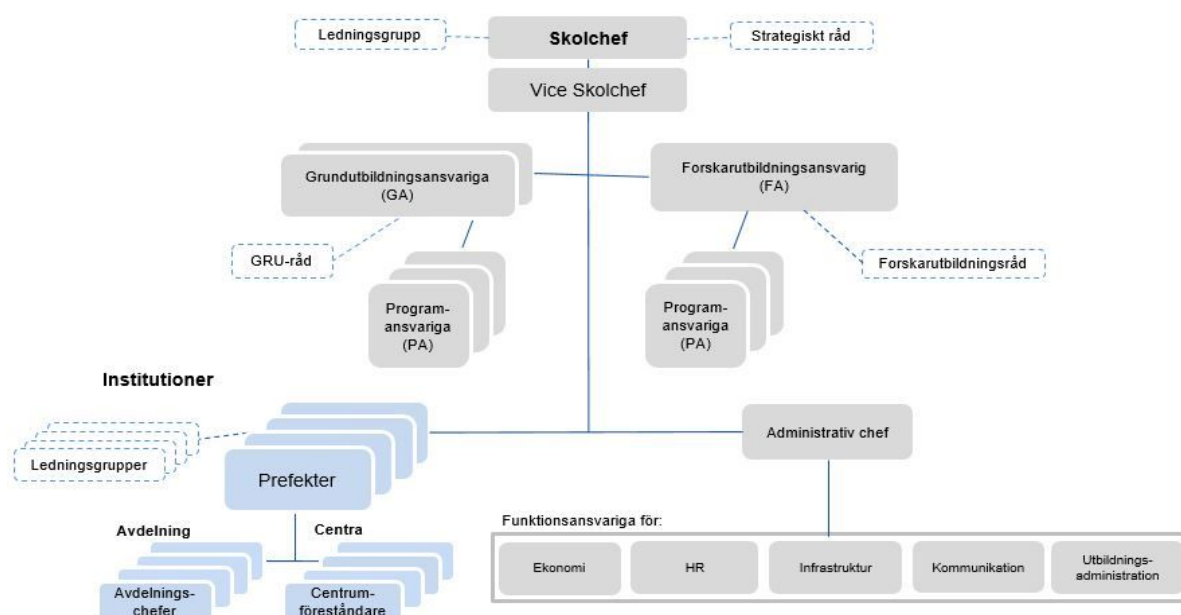 Ledningsgrupp
Skolchef
Strategiskt råd
Vice Skolchef
Grundutbildningsansvariga
(GA)
Forskarutbildningsansvarig
(FA)
GRU-råd
Forskarutbildningsråd
Program-
ansvariga
(PA)
Program-
ansvariga
(PA)
Institutioner
Ledningsgrupper
Prefekter
Administrativ chef
Avdelning
Centra
Avdelnings-
chefer
Centrum-
föreståndare
Funktionsansvariga för:
Ekonomi
HR
Infrastruktur
Kommunikation
Utbildnings-
administration